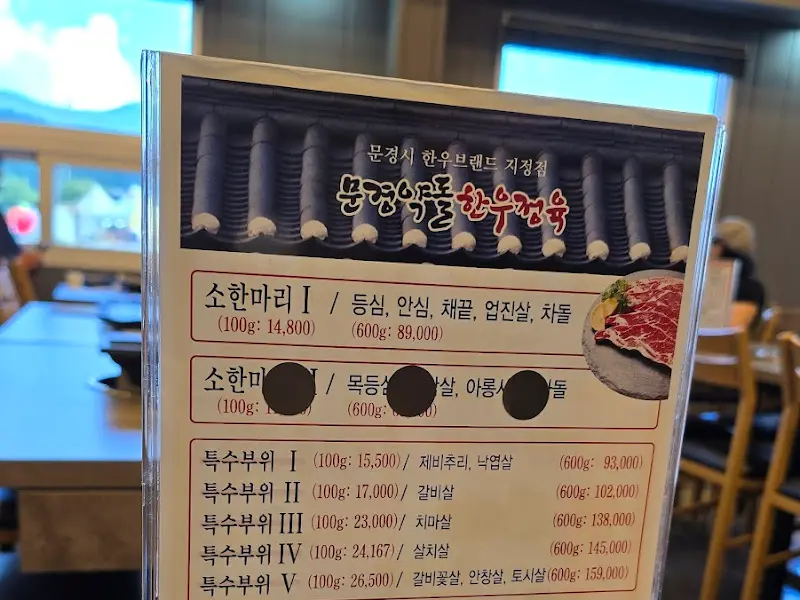 문경시 한우브랜드 지정점
문경약돌한우정육
소한마리 I / 등심, 안심, 채끝, 업진살, 차돌
(100g: 14,800) (600g: 89,000)
소한마 / 목등심 아롱사
(100g: (600g:
특수부위 I (100g: 15,500) / 제비추리, 낙엽살 (600g: 93,000)
특수부위 II (100g: 17,000) / 갈비살 (600g: 102,000)
특수부위 III (100g: 23,000) / 치마살 (600g: 138,000)
특수부위 IV (100g: 24,167) / 살치살 (600g: 145,000)
특수부위 V (100g: 26,500) / 갈비꽃살, 안창살, 토시살 (600g: 159,000)